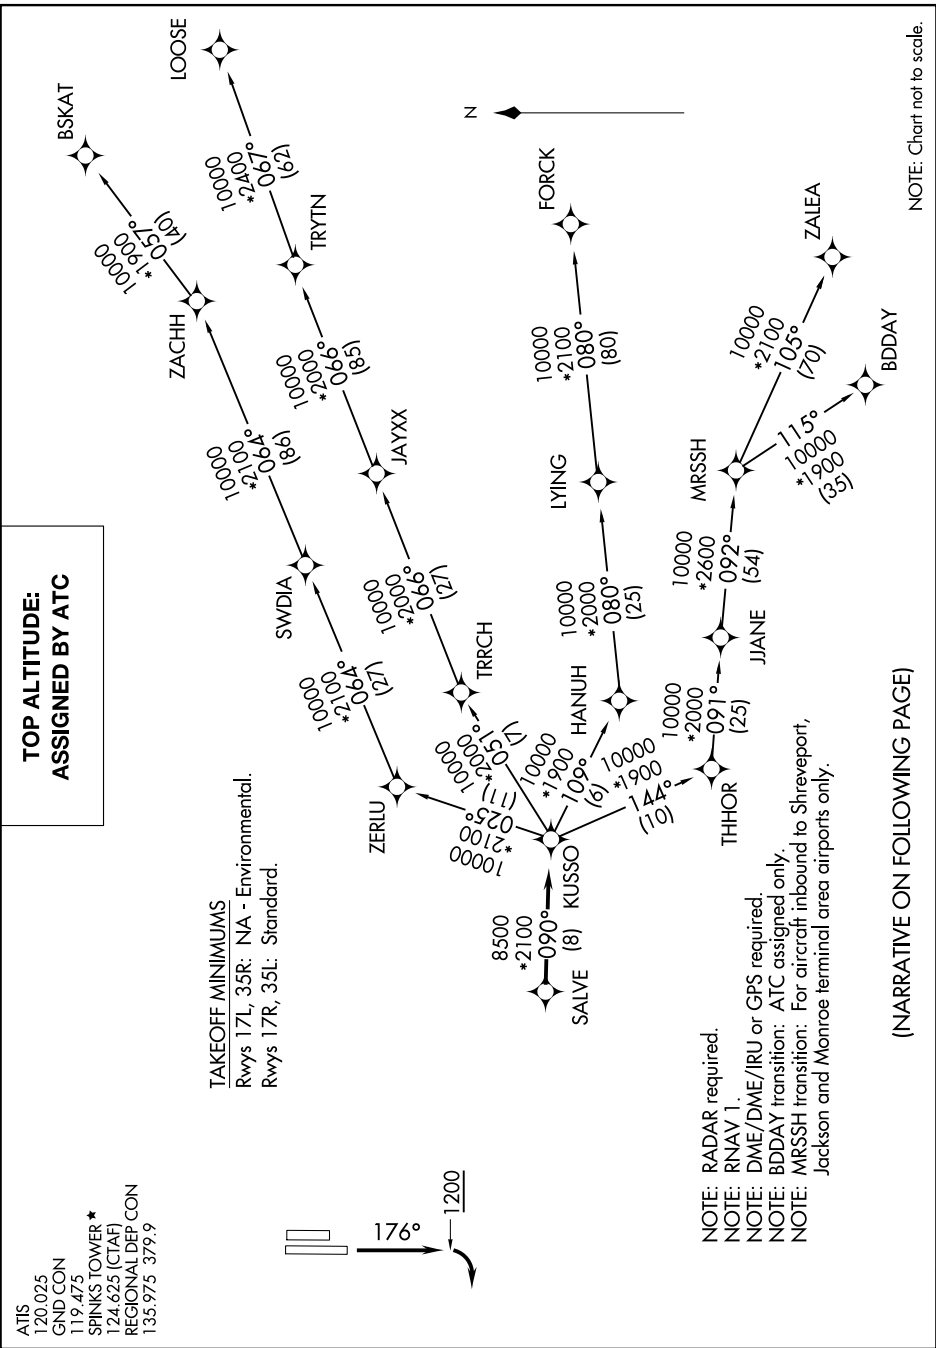 ATIS
120.025
GND CON
119.475
SPINKS TOWER ★
124.625 (CTAF)
REGIONAL DEP CON
135.975 379.9
TOP ALTITUDE:
ASSIGNED BY ATC
TAKEOFF MINIMUMS
Rwys 17L, 35R: NA - Environmental.
Rwys 17R, 35L: Standard.
176°
1200
BSKAT
10000
*1900
057°
(40)
ZACHH
10000
*2100
064°
(86)
SWDIA
10000
*2100
064°
(27)
ZERLU
10000
*2100
025°
(11)
LOOSE
10000
*2400
067°
(62)
TRYTN
10000
*2000
066°
(85)
JAYXX
10000
*2000
066°
(27)
TRRCH
10000
*2000
051°
(7)
N
FORCK
10000
*2100
080°
(80)
LYING
10000
*2000
080°
(25)
HANUH
10000
*1900
109°
(6)
SALVE
8500
*2100
090°
(8)
KUSSO
10000
*1900
144°
(10)
THHOR
10000
*2000
091°
(25)
JJANE
10000
*2600
092°
(54)
MRSSH
10000
*2100
105°
(70)
ZALEA
115°
10000
*1900
(35)
BDDAY
NOTE: RADAR required.
NOTE: RNAV 1.
NOTE: DME/DME/IRU or GPS required.
NOTE: BDDAY transition: ATC assigned only.
NOTE: MRSSH transition: For aircraft inbound to Shreveport,
Jackson and Monroe terminal area airports only.
(NARRATIVE ON FOLLOWING PAGE)
NOTE: Chart not to scale.